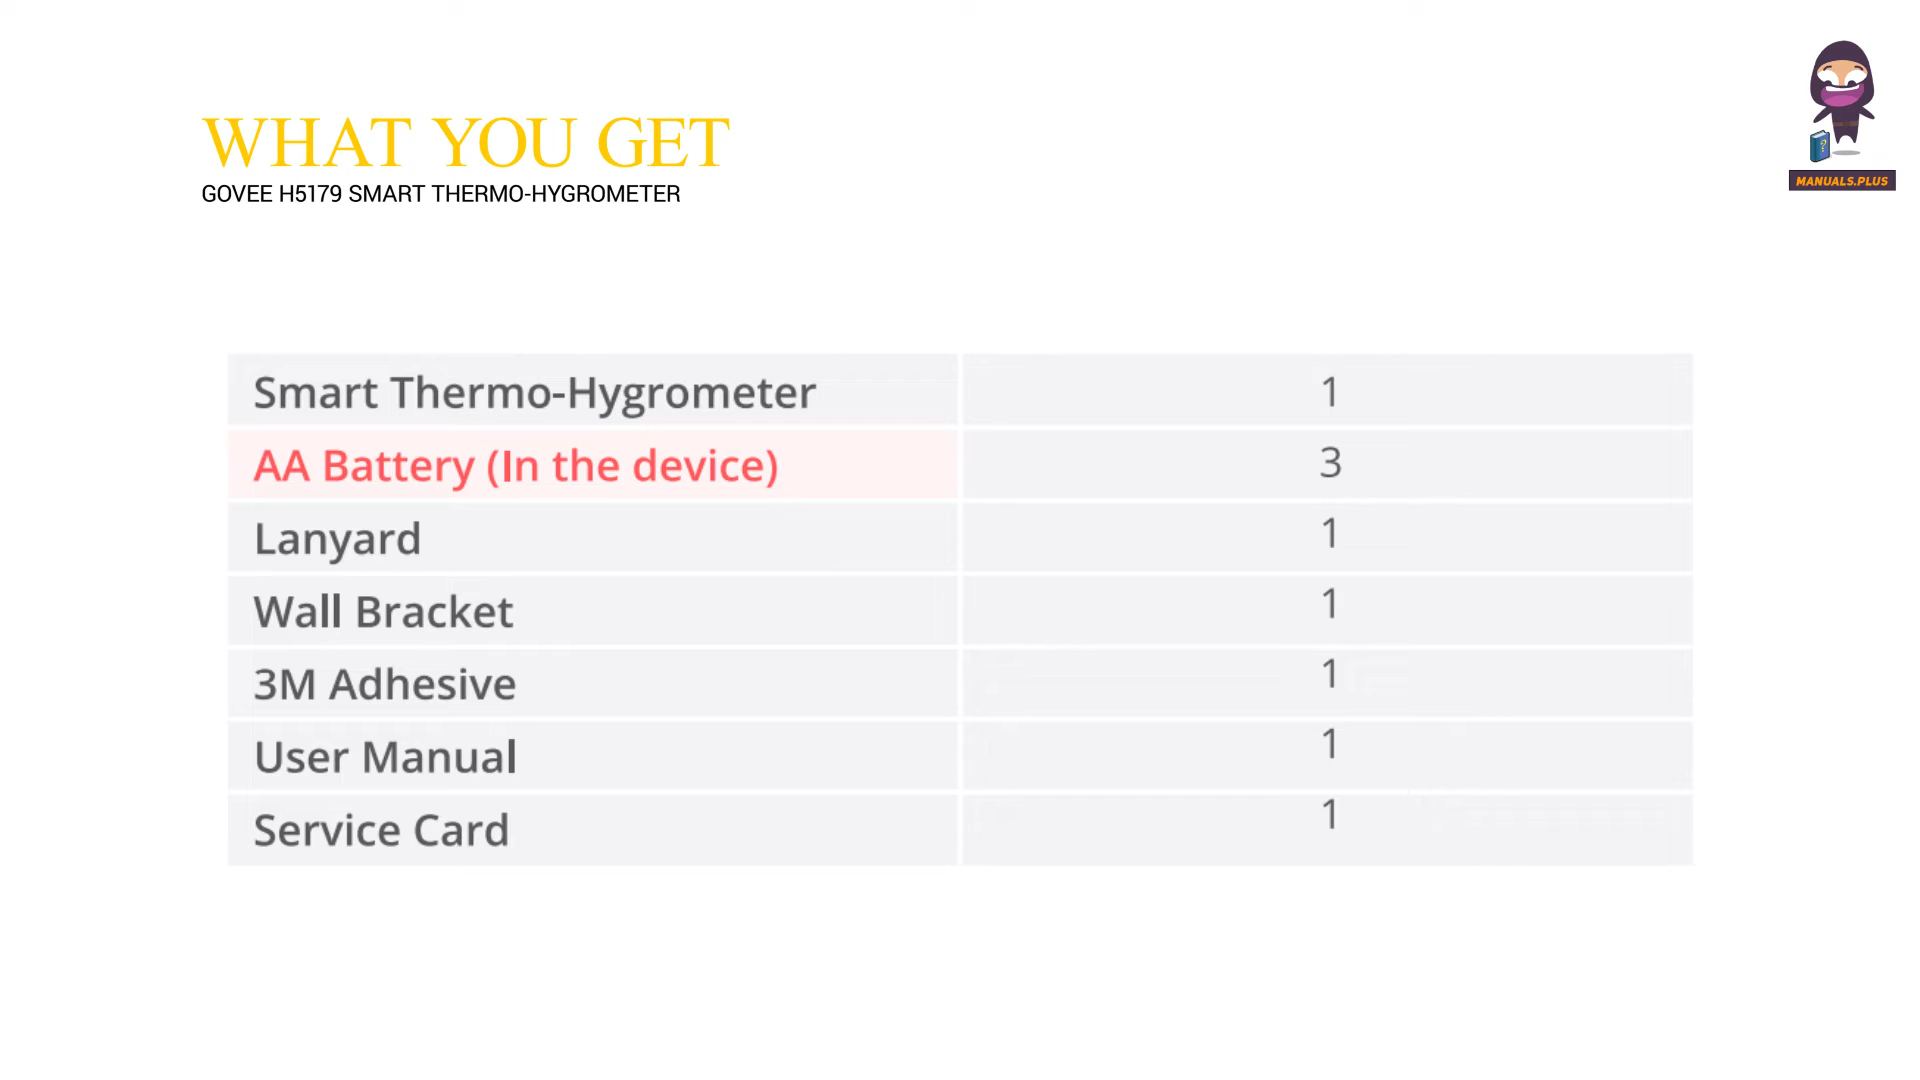 WHAT YOU GET
GOVEE H5179 SMART THERMO-HYGROMETER
?
MANUALS.PLUS
Smart Thermo-Hygrometer 1
AA Battery (In the device) 3
Lanyard 1
Wall Bracket 1
3M Adhesive 1
User Manual 1
Service Card 1